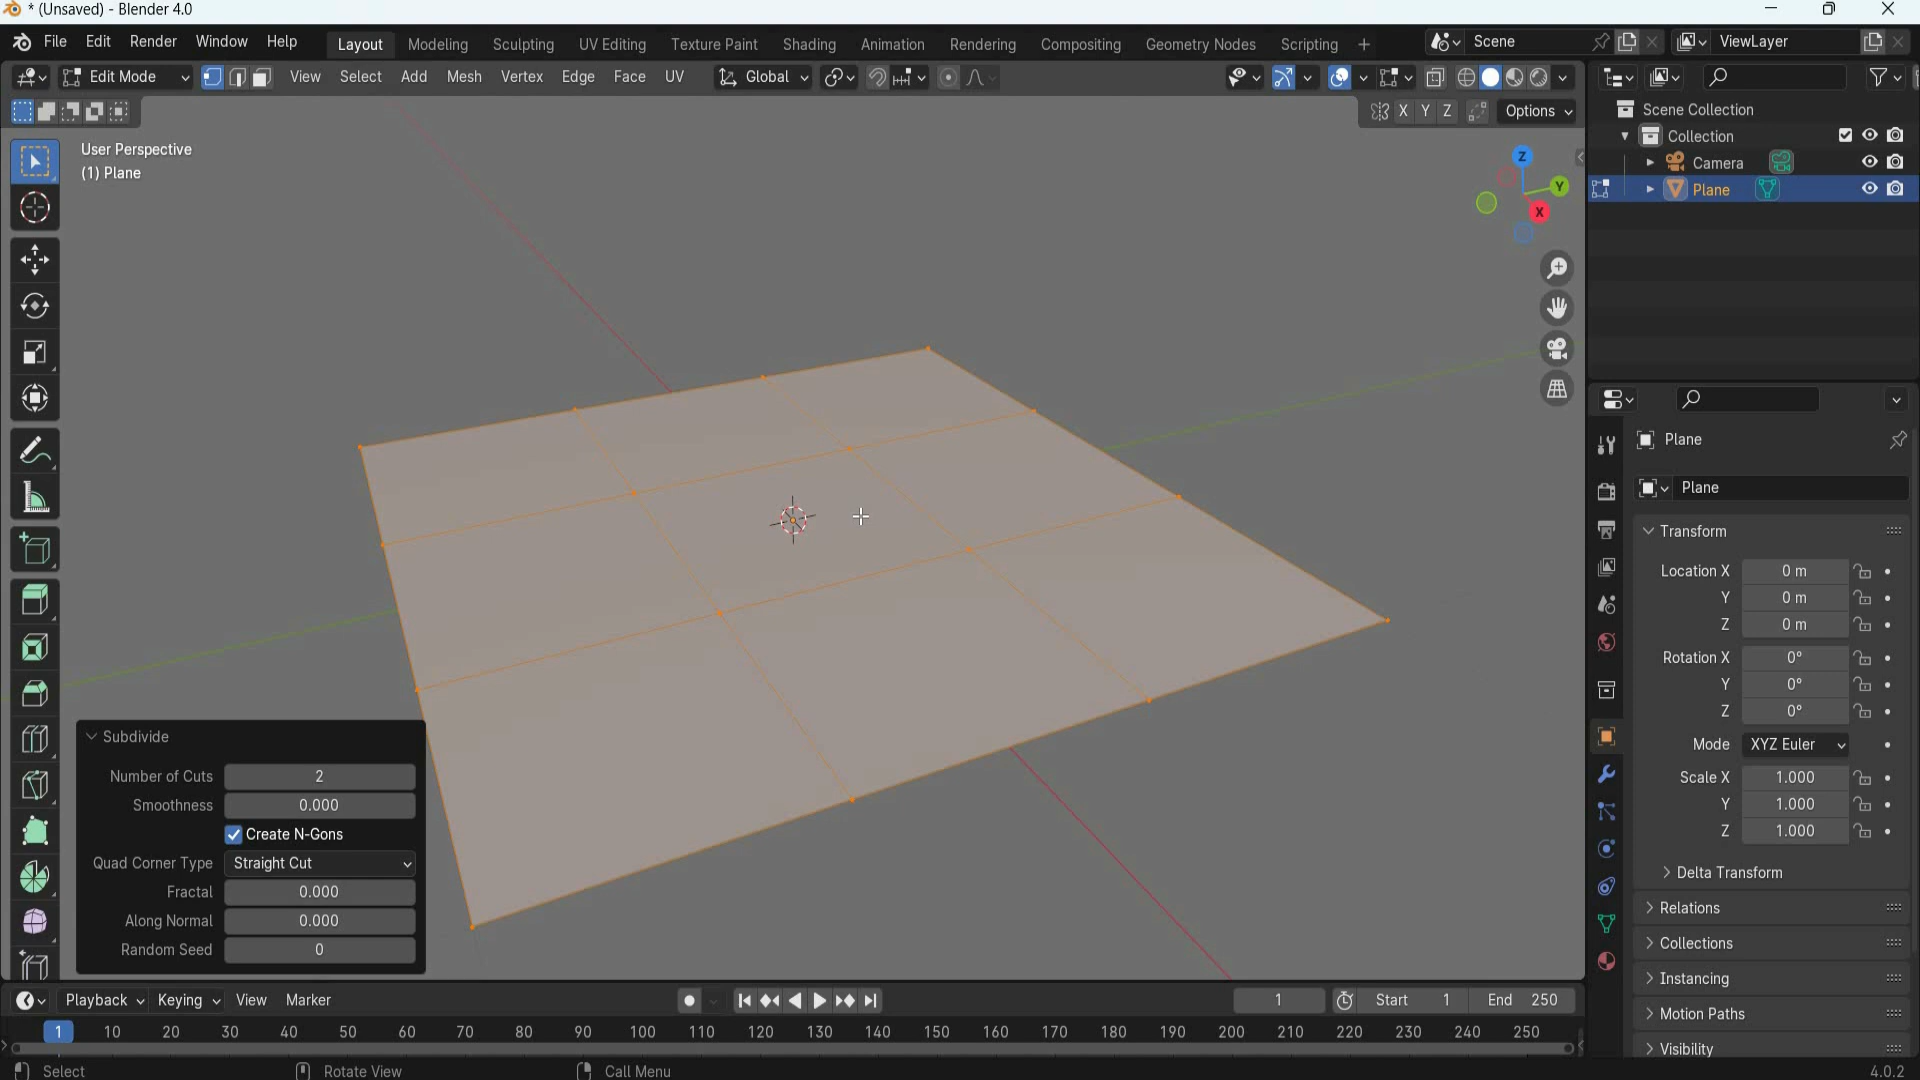 * (Unsaved) - Blender 4.0
File Edit Render Window Help Layout Modeling Sculpting UV Editing Texture Paint Shading Animation Rendering Compositing Geometry Nodes Scripting + Scene ViewLayer
Edit Mode View Select Add Mesh Vertex Edge Face UV Global
X Y Z Options
User Perspective
(1) Plane
Z
Y
X
Scene Collection
Collection
Camera
Plane
Plane
Plane
Transform
Location X 0 m
Y 0 m
Z 0 m
Rotation X 0°
Y 0°
Z 0°
Mode XYZ Euler
Scale X 1.000
Y 1.000
Z 1.000
Delta Transform
Relations
Collections
Instancing
Motion Paths
Visibility
Subdivide
Number of Cuts 2
Smoothness 0.000
Create N-Gons
Quad Corner Type Straight Cut
Fractal 0.000
Along Normal 0.000
Random Seed 0
Playback Keying View Marker 1 Start 1 End 250
1 10 20 30 40 50 60 70 80 90 100 110 120 130 140 150 160 170 180 190 200 210 220 230 240 250
Select Rotate View Call Menu 4.0.2